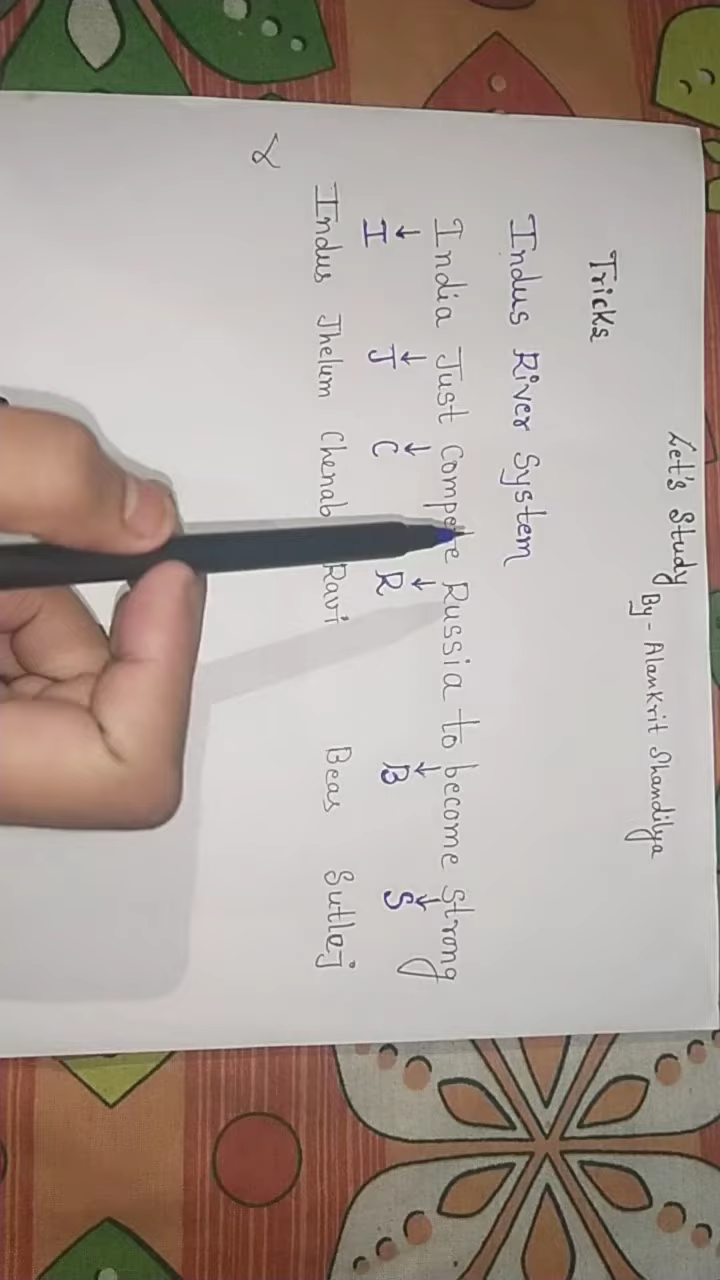 Let's Study
By - Alankrit Shandilya
Tricks
Indus River System
India Just Compete Russia to become strong
↓ ↓ ↓ ↓ ↓ ↓
I J C R B S
Indus Jhelum Chenab Ravi Beas Sutlej